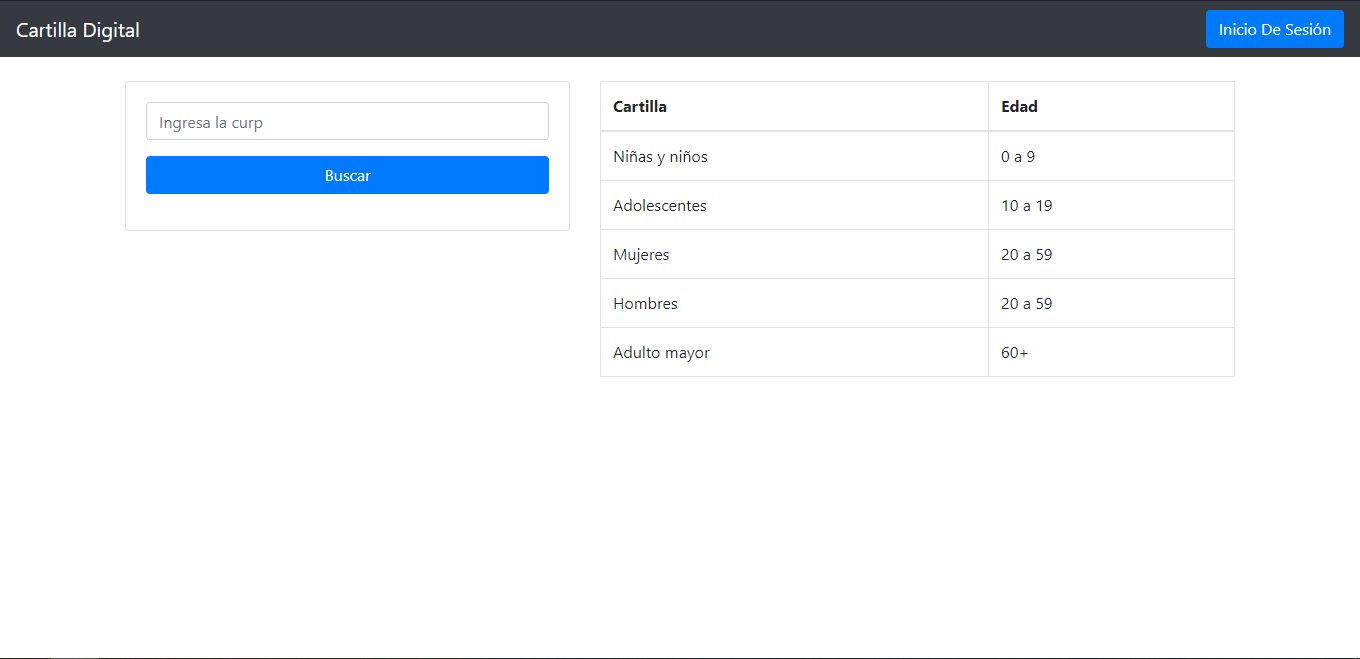 Cartilla Digital
Inicio De Sesión
Ingresa la curp
Buscar
Cartilla Edad
Niñas y niños 0 a 9
Adolescentes 10 a 19
Mujeres 20 a 59
Hombres 20 a 59
Adulto mayor 60+